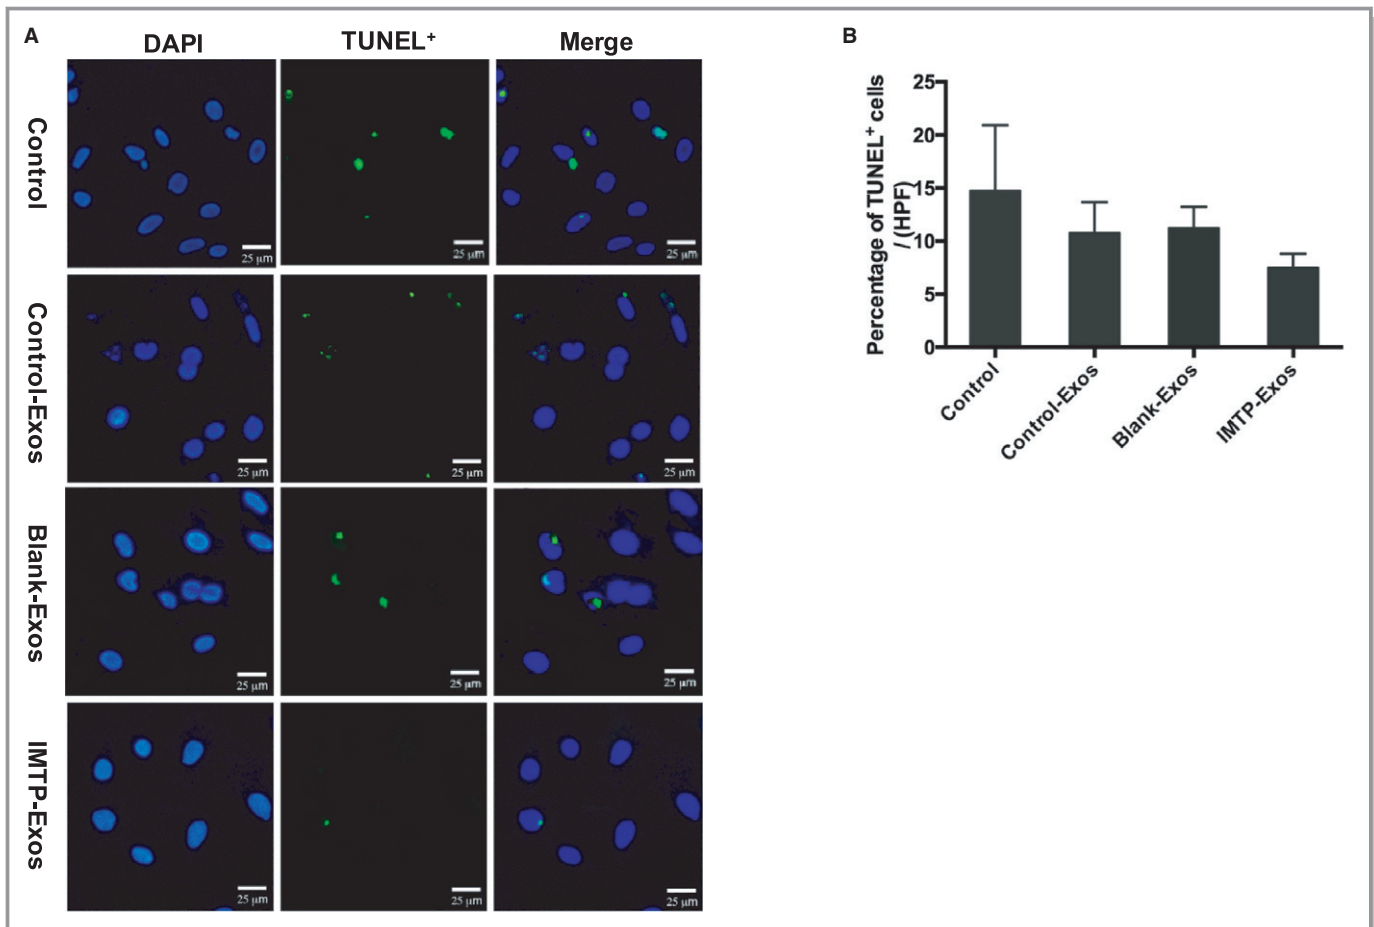 A
DAPI
TUNEL⁺
Merge
Control
25 µm
25 µm
25 µm
Control-Exos
25 µm
25 µm
25 µm
Blank-Exos
25 µm
25 µm
25 µm
IMTP-Exos
25 µm
25 µm
25 µm
B
Percentage of TUNEL⁺ cells
/ (HPF)
25
20
15
10
5
0
Control
Control-Exos
Blank-Exos
IMTP-Exos